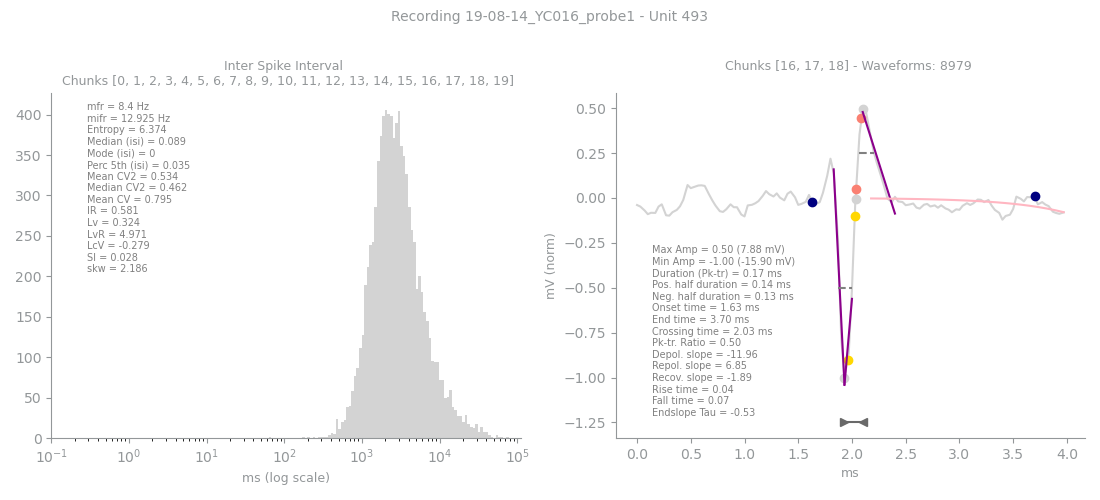 Recording 19-08-14_YC016_probe1 - Unit 493
Inter Spike Interval
Chunks [0, 1, 2, 3, 4, 5, 6, 7, 8, 9, 10, 11, 12, 13, 14, 15, 16, 17, 18, 19]
mfr = 8.4 Hz
mifr = 12.925 Hz
Entropy = 6.374
Median (isi) = 0.089
Mode (isi) = 0
Perc 5th (isi) = 0.035
Mean CV2 = 0.534
Median CV2 = 0.462
Mean CV = 0.795
IR = 0.581
Lv = 0.324
LvR = 4.971
LcV = -0.279
SI = 0.028
skw = 2.186
400
350
300
250
200
150
100
50
0
10⁻¹ 10⁰ 10¹ 10² 10³ 10⁴ 10⁵
ms (log scale)
Chunks [16, 17, 18] - Waveforms: 8979
mV (norm)
0.50
0.25
0.00
−0.25
−0.50
−0.75
−1.00
−1.25
Max Amp = 0.50 (7.88 mV)
Min Amp = -1.00 (-15.90 mV)
Duration (Pk-tr) = 0.17 ms
Pos. half duration = 0.14 ms
Neg. half duration = 0.13 ms
Onset time = 1.63 ms
End time = 3.70 ms
Crossing time = 2.03 ms
Pk-tr. Ratio = 0.50
Depol. slope = -11.96
Repol. slope = 6.85
Recov. slope = -1.89
Rise time = 0.04
Fall time = 0.07
Endslope Tau = -0.53
0.0 0.5 1.0 1.5 2.0 2.5 3.0 3.5 4.0
ms